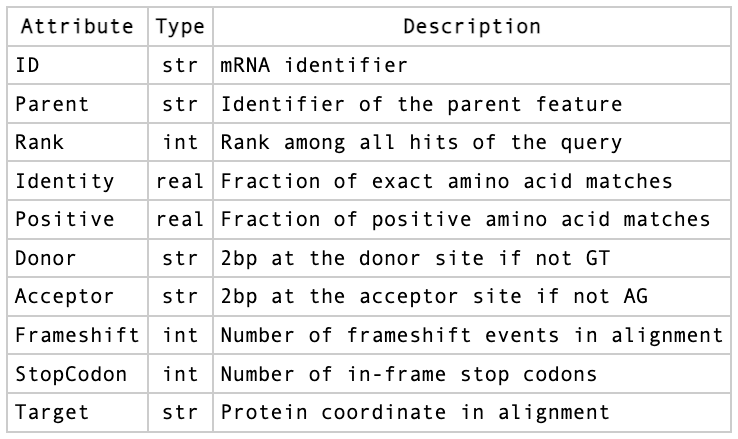 Attribute Type Description
ID str mRNA identifier
Parent str Identifier of the parent feature
Rank int Rank among all hits of the query
Identity real Fraction of exact amino acid matches
Positive real Fraction of positive amino acid matches
Donor str 2bp at the donor site if not GT
Acceptor str 2bp at the acceptor site if not AG
Frameshift int Number of frameshift events in alignment
StopCodon int Number of in-frame stop codons
Target str Protein coordinate in alignment